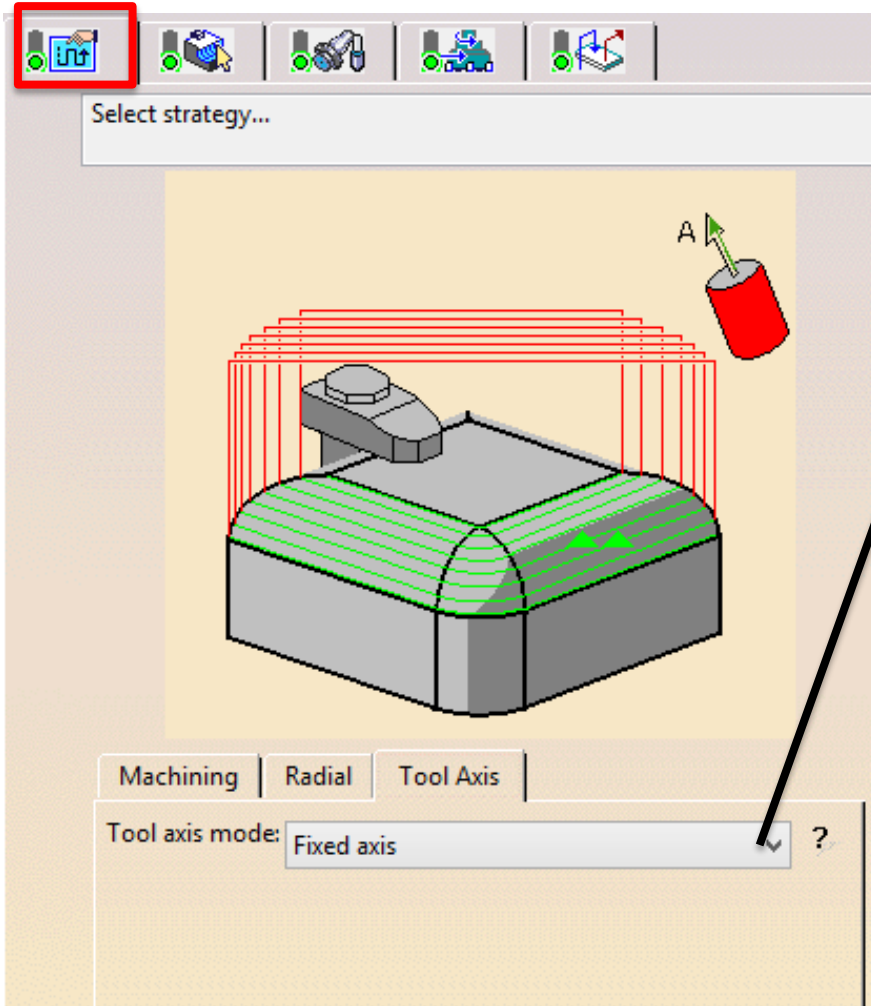 Select strategy...
A
Machining Radial Tool Axis
Tool axis mode: Fixed axis ?